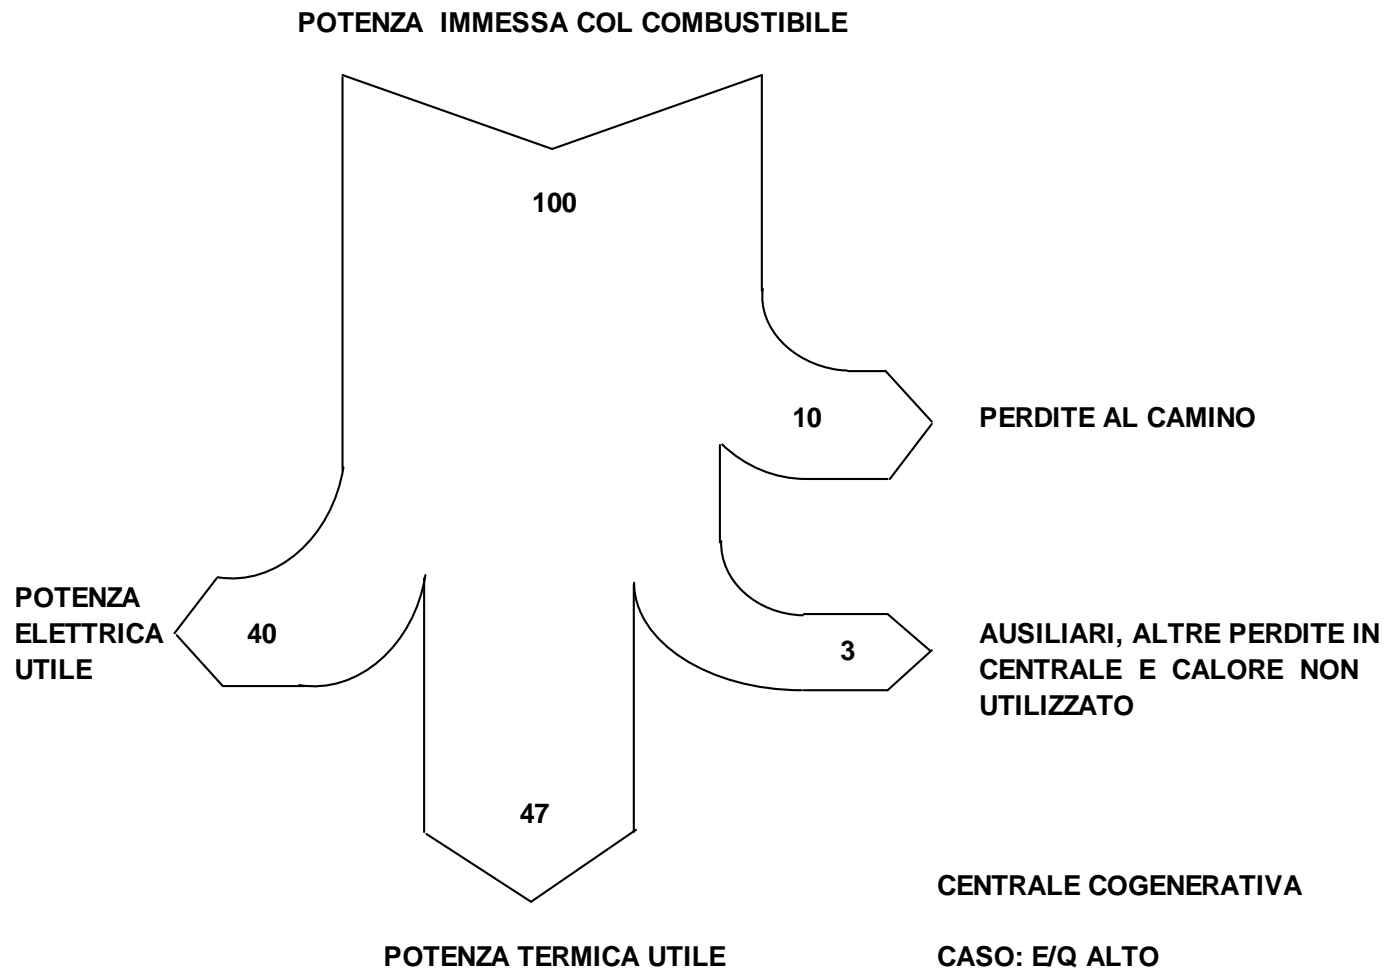 POTENZA IMMESSA COL COMBUSTIBILE
100
10
PERDITE AL CAMINO
POTENZA
ELETTRICA
UTILE
40
3
AUSILIARI, ALTRE PERDITE IN
CENTRALE E CALORE NON
UTILIZZATO
47
CENTRALE COGENERATIVA
POTENZA TERMICA UTILE
CASO: E/Q ALTO